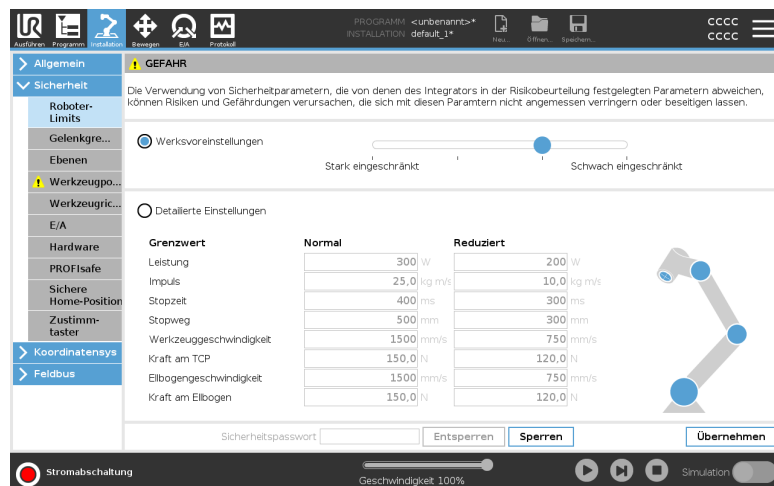 PROGRAMM <unbenannt>*
INSTALLATION default_1*
cccc
cccc
UR
Ausführen Programm Installation Bewegen E/A Protokoll
Neu... Öffnen... Speichern...
Allgemein
Sicherheit
Roboter-
Limits
Gelenkgre...
Ebenen
Werkzeugpo...
Werkzeugric...
E/A
Hardware
PROFIsafe
Sichere
Home-Position
Zustimm-
taster
Koordinatensys
Feldbus
GEFAHR
Die Verwendung von Sicherheitparametern, die von denen des Integrators in der Risikobeurteilung festgelegten Parametern abweichen,
können Risiken und Gefährdungen verursachen, die sich mit diesen Paramtern nicht angemessen verringern oder beseitigen lassen.
Werksvoreinstellungen
Stark eingeschränkt Schwach eingeschränkt
Detailierte Einstellungen
Grenzwert Normal Reduziert
Leistung 300 W 200 W
Impuls 25,0 kg m/s 10,0 kg m/s
Stopzeit 400 ms 300 ms
Stopweg 500 mm 300 mm
Werkzeuggeschwindigkeit 1500 mm/s 750 mm/s
Kraft am TCP 150,0 N 120,0 N
Ellbogengeschwindigkeit 1500 mm/s 750 mm/s
Kraft am Ellbogen 150,0 N 120,0 N
Sicherheitspasswort Entsperren Sperren Übernehmen
Stromabschaltung
Geschwindigkeit 100%
Simulation